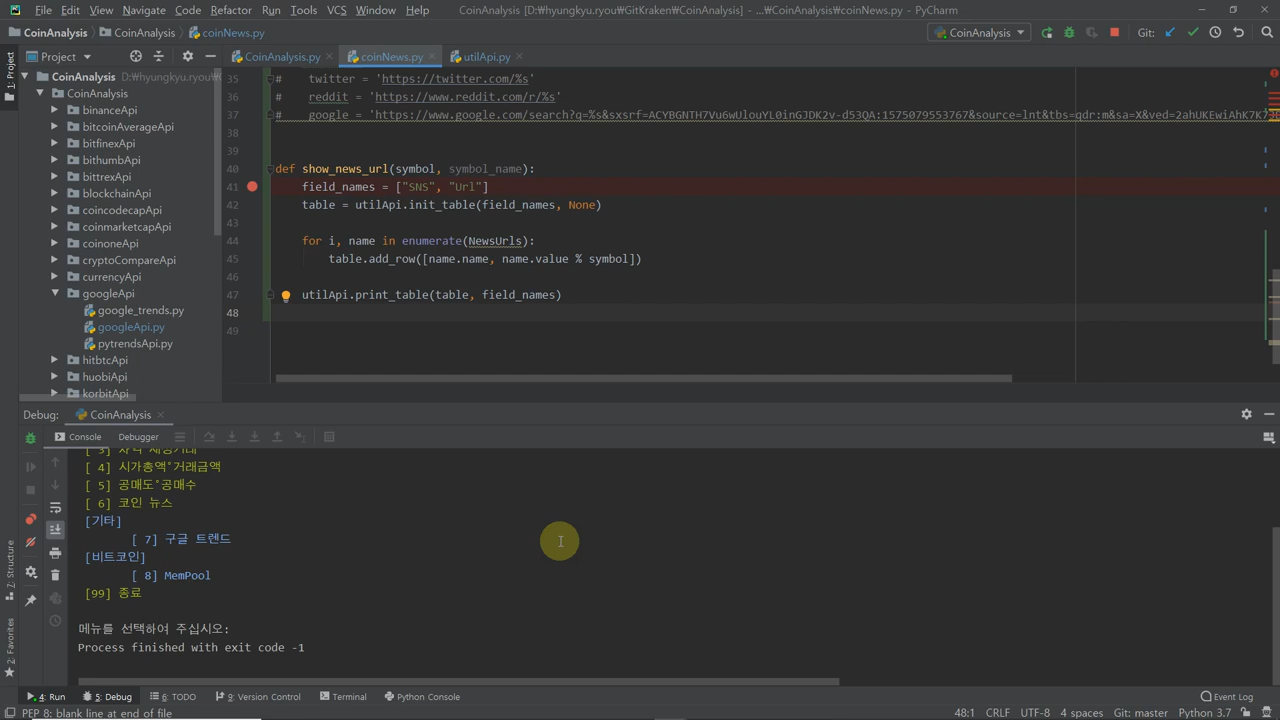 File Edit View Navigate Code Refactor Run Tools VCS Window Help CoinAnalysis [D:₩hyungkyu.ryou₩GitKraken₩CoinAnalysis] - ...₩CoinAnalysis₩coinNews.py - PyCharm
CoinAnalysis CoinAnalysis coinNews.py CoinAnalysis Git:
Project CoinAnalysis.py coinNews.py utilApi.py
1: Project
CoinAnalysis D:₩hyungkyu.ryou₩
CoinAnalysis
binanceApi
bitcoinAverageApi
bitfinexApi
bithumbApi
bittrexApi
blockchainApi
coincodecapApi
coinmarketcapApi
coinoneApi
cryptoCompareApi
currencyApi
googleApi
google_trends.py
googleApi.py
pytrendsApi.py
hitbtcApi
huobiApi
korbitApi
35 # twitter = 'https://twitter.com/%s'
36 # reddit = 'https://www.reddit.com/r/%s'
37 # google = 'https://www.google.com/search?q=%s&sxsrf=ACYBGNTH7Vu6wUlouYL0inGJDK2v-d53QA:1575079553767&source=lnt&tbs=qdr:m&sa=X&ved=2ahUKEwiAhK7K7
38
39
40 def show_news_url(symbol, symbol_name):
41 field_names = ["SNS", "Url"]
42 table = utilApi.init_table(field_names, None)
43
44 for i, name in enumerate(NewsUrls):
45 table.add_row([name.name, name.value % symbol])
46
47 utilApi.print_table(table, field_names)
48
49
Debug: CoinAnalysis
Console Debugger
[ 4] 시가총액*거래금액
[ 5] 공매도*공매수
[ 6] 코인 뉴스
[기타]
[ 7] 구글 트렌드
[비트코인]
[ 8] MemPool
[99] 종료
메뉴를 선택하여 주십시오:
Process finished with exit code -1
7: Structure
2: Favorites
4: Run 5: Debug 6: TODO 9: Version Control Terminal Python Console Event Log
PEP 8: blank line at end of file 48:1 CRLF UTF-8 4 spaces Git: master Python 3.7